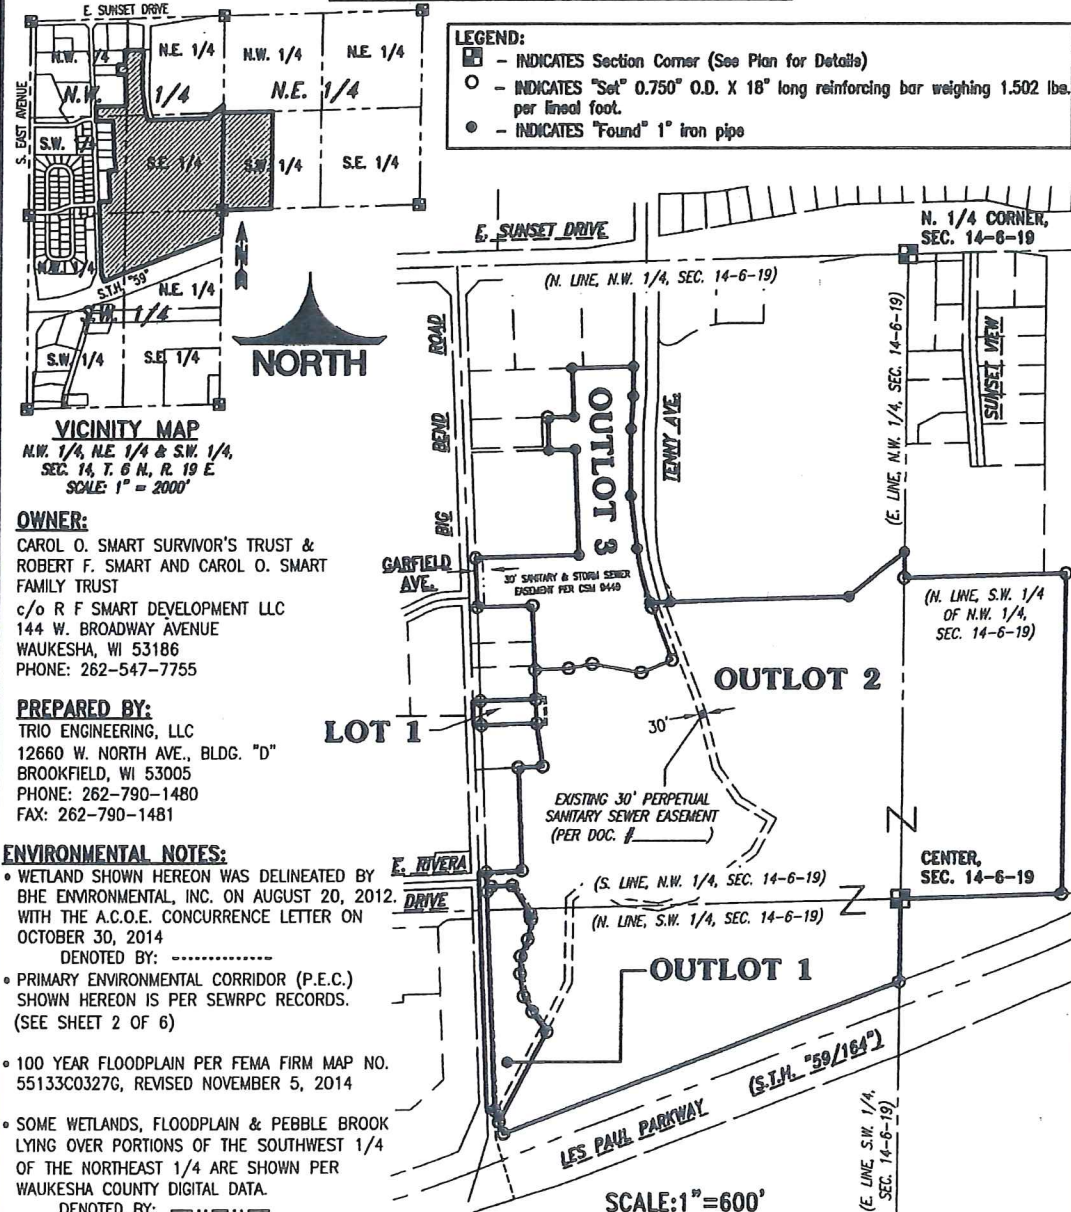 E. SUNSET DRIVE
S. EAST AVENUE
N.W. 1/4
N.E. 1/4
N.W. 1/4
N.E. 1/4
N.W. 1/4
N.E. 1/4
S.W. 1/4
S.E. 1/4
S.W. 1/4
S.E. 1/4
N.W. 1/4
S.T.H. "59"
N.E. 1/4
S.W. 1/4
S.W. 1/4
S.E. 1/4
N
NORTH
VICINITY MAP
N.W. 1/4, N.E. 1/4 & S.W. 1/4,
SEC. 14, T. 6 N., R. 19 E.
SCALE: 1" = 2000'
LEGEND:
- INDICATES Section Corner (See Plan for Details)
- INDICATES "Set" 0.750" O.D. X 18" long reinforcing bar weighing 1.502 lbs.
per lineal foot.
- INDICATES "Found" 1" iron pipe
OWNER:
CAROL O. SMART SURVIVOR'S TRUST &
ROBERT F. SMART AND CAROL O. SMART
FAMILY TRUST
c/o R F SMART DEVELOPMENT LLC
144 W. BROADWAY AVENUE
WAUKESHA, WI 53186
PHONE: 262-547-7755
PREPARED BY:
TRIO ENGINEERING, LLC
12660 W. NORTH AVE., BLDG. "D"
BROOKFIELD, WI 53005
PHONE: 262-790-1480
FAX: 262-790-1481
ENVIRONMENTAL NOTES:
• WETLAND SHOWN HEREON WAS DELINEATED BY
BHE ENVIRONMENTAL, INC. ON AUGUST 20, 2012.
WITH THE A.C.O.E. CONCURRENCE LETTER ON
OCTOBER 30, 2014
DENOTED BY:
• PRIMARY ENVIRONMENTAL CORRIDOR (P.E.C.)
SHOWN HEREON IS PER SEWRPC RECORDS.
(SEE SHEET 2 OF 6)
• 100 YEAR FLOODPLAIN PER FEMA FIRM MAP NO.
55133C0327G, REVISED NOVEMBER 5, 2014
• SOME WETLANDS, FLOODPLAIN & PEBBLE BROOK
LYING OVER PORTIONS OF THE SOUTHWEST 1/4
OF THE NORTHEAST 1/4 ARE SHOWN PER
WAUKESHA COUNTY DIGITAL DATA.
DENOTED BY:
E. SUNSET DRIVE
N. 1/4 CORNER,
SEC. 14-6-19
(N. LINE, N.W. 1/4, SEC. 14-6-19)
BIG BEND ROAD
OUTLOT 3
TENNY AVE.
(E. LINE, N.W. 1/4, SEC. 14-6-19)
SUNSET VIEW
GARFIELD
AVE.
30' SANITARY & STORM SEWER
EASEMENT PER CSM 9449
(N. LINE, S.W. 1/4
OF N.W. 1/4,
SEC. 14-6-19)
OUTLOT 2
LOT 1
30'
EXISTING 30' PERPETUAL
SANITARY SEWER EASEMENT
(PER DOC. #________)
E. RIVERA
DRIVE
CENTER,
SEC. 14-6-19
(S. LINE, N.W. 1/4, SEC. 14-6-19)
(N. LINE, S.W. 1/4, SEC. 14-6-19)
OUTLOT 1
LES PAUL PARKWAY
(S.T.H. "59/164")
(E. LINE, S.W. 1/4,
SEC. 14-6-19)
SCALE:1"=600'